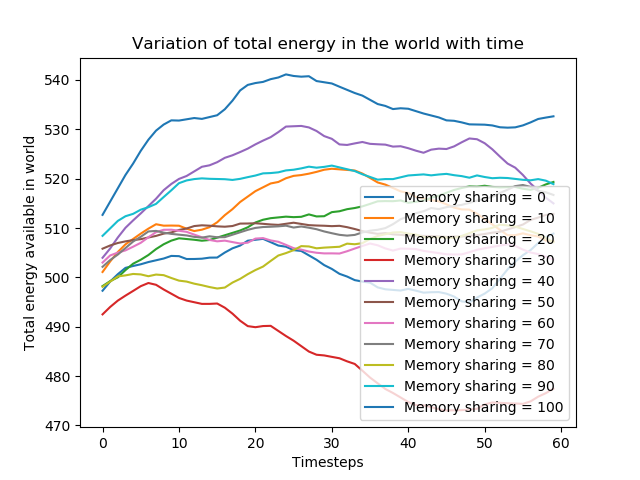 Variation of total energy in the world with time
Total energy available in world
540
530
520
510
500
490
480
470
0
10
20
30
40
50
60
Timesteps
Memory sharing = 0
Memory sharing = 10
Memory sharing = 20
Memory sharing = 30
Memory sharing = 40
Memory sharing = 50
Memory sharing = 60
Memory sharing = 70
Memory sharing = 80
Memory sharing = 90
Memory sharing = 100